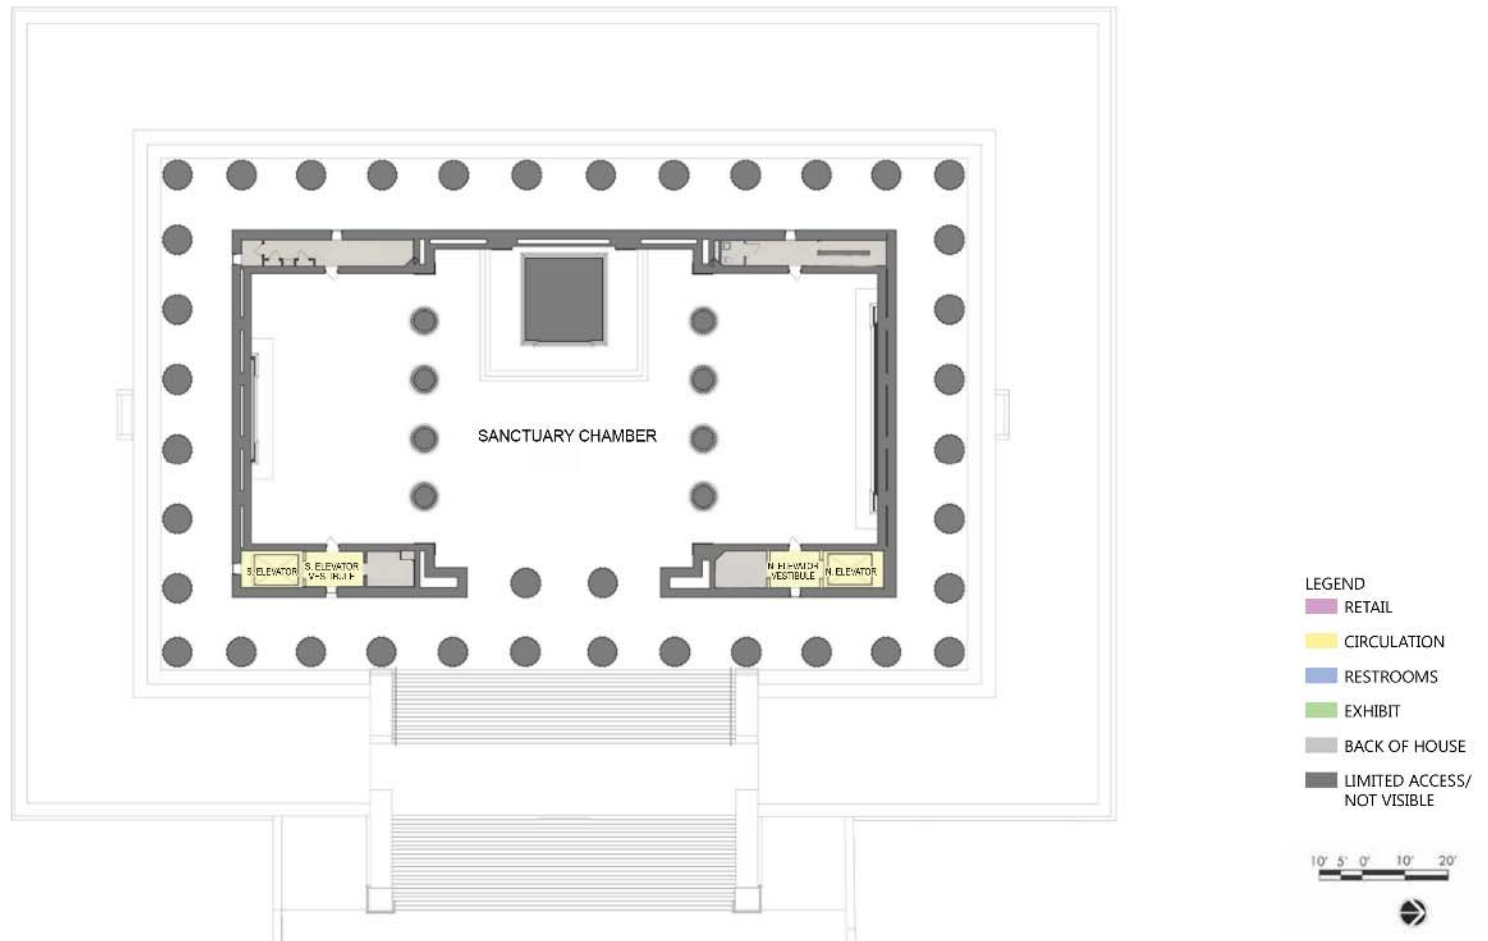 SANCTUARY CHAMBER
S. ELEVATOR
S. ELEVATOR
VESTIBULE
N. ELEVATOR
VESTIBULE
N. ELEVATOR
LEGEND
RETAIL
CIRCULATION
RESTROOMS
EXHIBIT
BACK OF HOUSE
LIMITED ACCESS/
NOT VISIBLE
10' 5' 0' 10' 20'